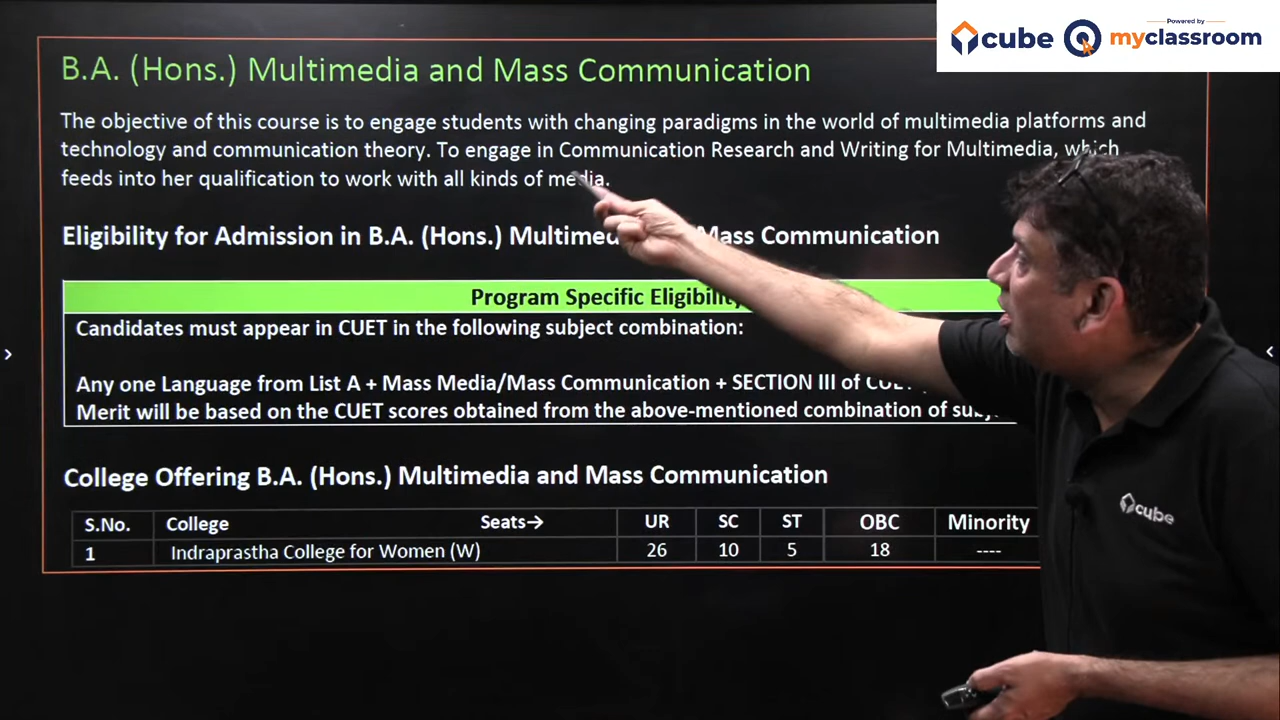 Powered by
cube myclassroom
B.A. (Hons.) Multimedia and Mass Communication
The objective of this course is to engage students with changing paradigms in the world of multimedia platforms and
technology and communication theory. To engage in Communication Research and Writing for Multimedia, which
feeds into her qualification to work with all kinds of media.
Eligibility for Admission in B.A. (Hons.) Multimed Mass Communication
Program Specific Eligibility
Candidates must appear in CUET in the following subject combination:
Any one Language from List A + Mass Media/Mass Communication + SECTION III of CUET
Merit will be based on the CUET scores obtained from the above-mentioned combination of subj
College Offering B.A. (Hons.) Multimedia and Mass Communication
S.No. College Seats→ UR SC ST OBC Minority
1 Indraprastha College for Women (W) 26 10 5 18 ----
cube